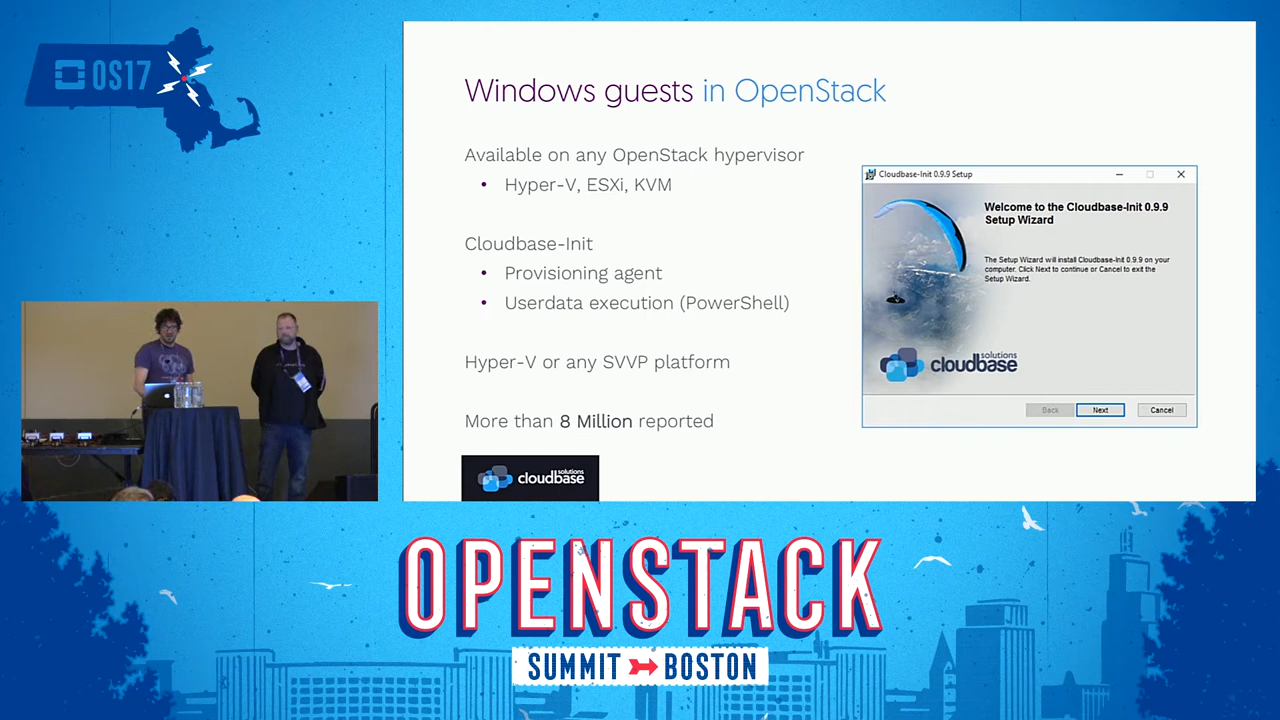 OS17
Windows guests in OpenStack
Available on any OpenStack hypervisor
• Hyper-V, ESXi, KVM
Cloudbase-Init
• Provisioning agent
• Userdata execution (PowerShell)
Hyper-V or any SVVP platform
More than 8 Million reported
cloudbase solutions
Cloudbase-Init 0.9.9 Setup
Welcome to the Cloudbase-Init 0.9.9
Setup Wizard
The Setup Wizard will install Cloudbase-Init 0.9.9 on your
computer. Click Next to continue or Cancel to exit the
Setup Wizard.
cloudbase solutions
Back Next Cancel
OPENSTACK
SUMMIT BOSTON